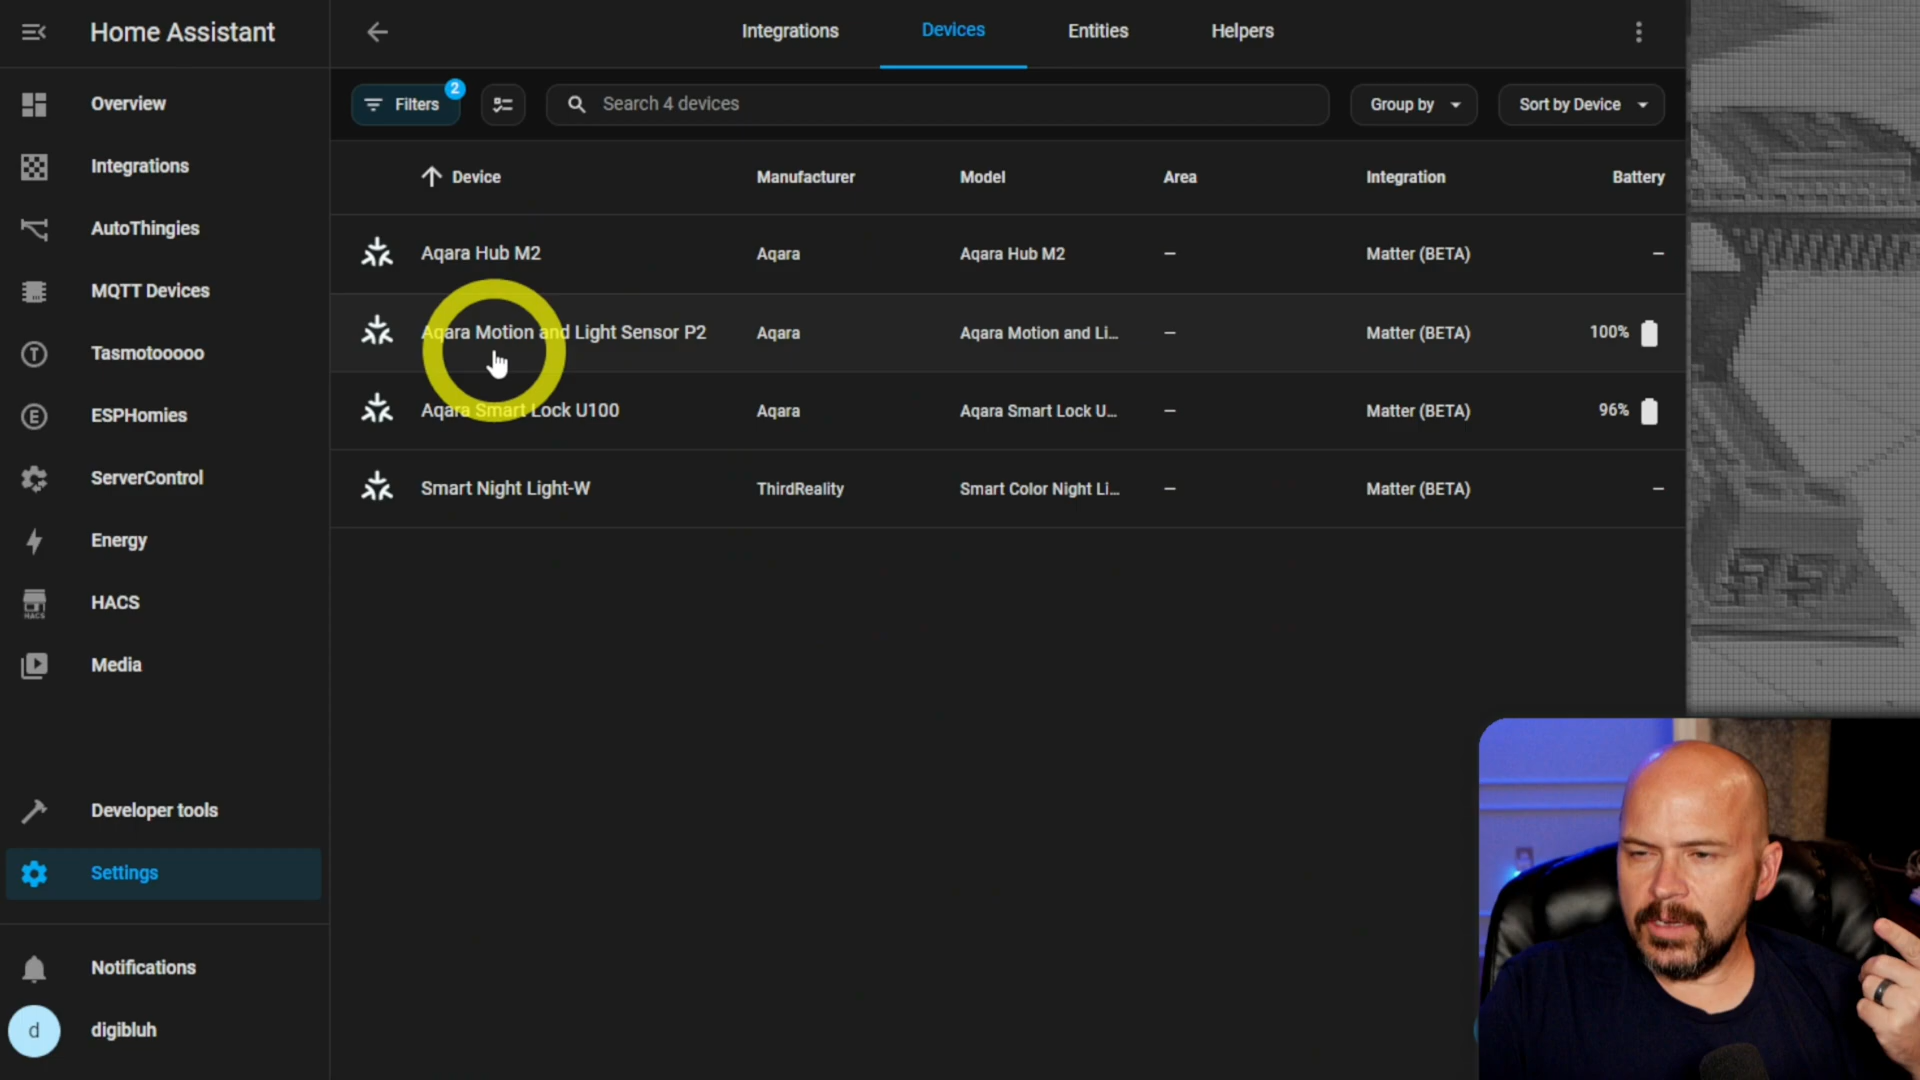 Home Assistant
Integrations
Devices
Entities
Helpers
Overview
Integrations
AutoThingies
MQTT Devices
Tasmotooooo
ESPHomies
ServerControl
Energy
HACS
HACS
Media
Developer tools
Settings
Notifications
d
digibluh
Filters
2
Search 4 devices
Group by
Sort by Device
Device Manufacturer Model Area Integration Battery
Aqara Hub M2 Aqara Aqara Hub M2 – Matter (BETA) –
Aqara Motion and Light Sensor P2 Aqara Aqara Motion and Li... – Matter (BETA) 100%
Aqara Smart Lock U100 Aqara Aqara Smart Lock U... – Matter (BETA) 96%
Smart Night Light-W ThirdReality Smart Color Night Li... – Matter (BETA) –